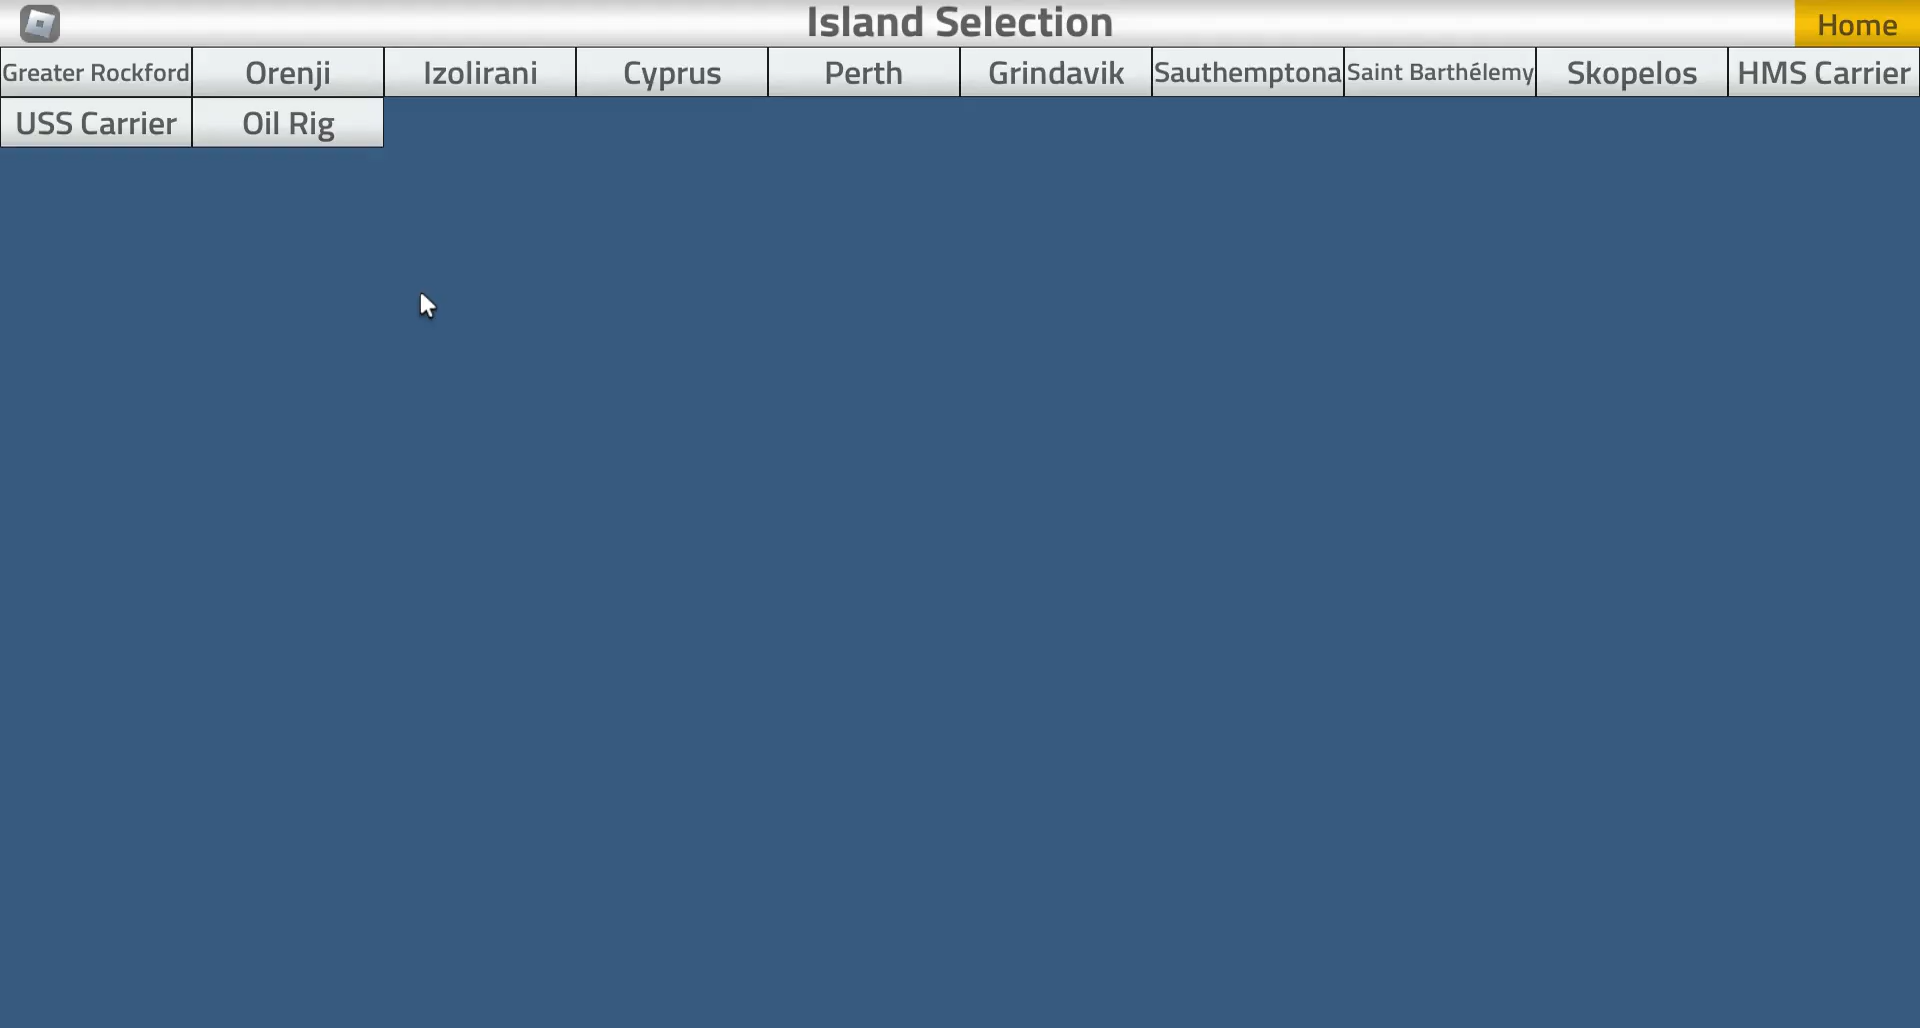 Island Selection
Home
Greater Rockford
Orenji
Izolirani
Cyprus
Perth
Grindavik
Sauthemptona
Saint Barthélemy
Skopelos
HMS Carrier
USS Carrier
Oil Rig